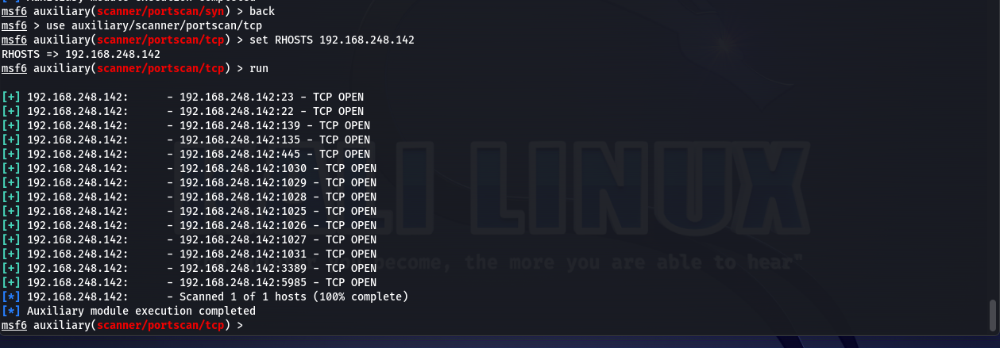 [*] Auxiliary module execution completed
msf6 auxiliary(scanner/portscan/syn) > back
msf6 > use auxiliary/scanner/portscan/tcp
msf6 auxiliary(scanner/portscan/tcp) > set RHOSTS 192.168.248.142
RHOSTS => 192.168.248.142
msf6 auxiliary(scanner/portscan/tcp) > run
[+] 192.168.248.142:      - 192.168.248.142:23 - TCP OPEN
[+] 192.168.248.142:      - 192.168.248.142:22 - TCP OPEN
[+] 192.168.248.142:      - 192.168.248.142:139 - TCP OPEN
[+] 192.168.248.142:      - 192.168.248.142:135 - TCP OPEN
[+] 192.168.248.142:      - 192.168.248.142:445 - TCP OPEN
[+] 192.168.248.142:      - 192.168.248.142:1030 - TCP OPEN
[+] 192.168.248.142:      - 192.168.248.142:1029 - TCP OPEN
[+] 192.168.248.142:      - 192.168.248.142:1028 - TCP OPEN
[+] 192.168.248.142:      - 192.168.248.142:1025 - TCP OPEN
[+] 192.168.248.142:      - 192.168.248.142:1026 - TCP OPEN
[+] 192.168.248.142:      - 192.168.248.142:1027 - TCP OPEN
[+] 192.168.248.142:      - 192.168.248.142:1031 - TCP OPEN
[+] 192.168.248.142:      - 192.168.248.142:3389 - TCP OPEN
[+] 192.168.248.142:      - 192.168.248.142:5985 - TCP OPEN
[*] 192.168.248.142:      - Scanned 1 of 1 hosts (100% complete)
[*] Auxiliary module execution completed
msf6 auxiliary(scanner/portscan/tcp) >
LINUX
become, the more you are able to hear"